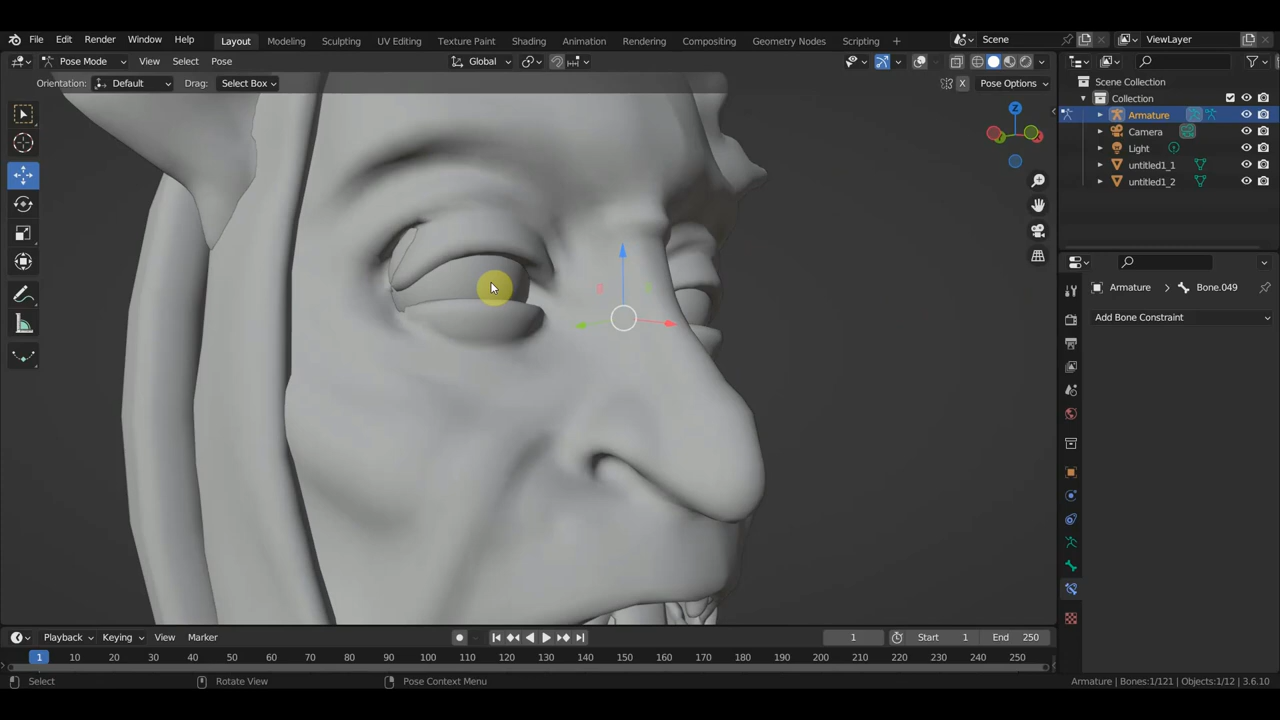 File Edit Render Window Help Layout Modeling Sculpting UV Editing Texture Paint Shading Animation Rendering Compositing Geometry Nodes Scripting + Scene ViewLayer
Pose Mode View Select Pose Global
Orientation: Default Drag: Select Box X Pose Options
Scene Collection
Collection
Armature
Camera
Light
untitled1_1
untitled1_2
Z
Armature > Bone.049
Add Bone Constraint
Playback Keying View Marker 1 Start 1 End 250
1 10 20 30 40 50 60 70 80 90 100 110 120 130 140 150 160 170 180 190 200 210 220 230 240 250
Select Rotate View Pose Context Menu Armature | Bones:1/121 | Objects:1/12 | 3.6.10